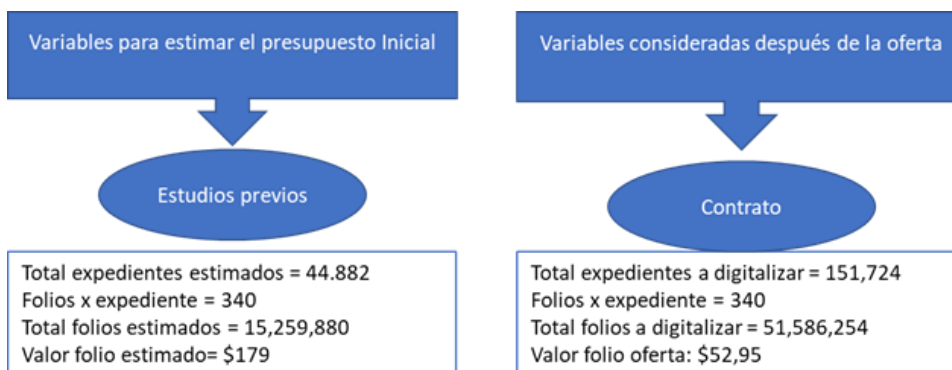 Variables para estimar el presupuesto Inicial
Estudios previos
Total expedientes estimados = 44.882
Folios x expediente = 340
Total folios estimados = 15,259,880
Valor folio estimado= $179
Variables consideradas después de la oferta
Contrato
Total expedientes a digitalizar = 151,724
Folios x expediente = 340
Total folios a digitalizar = 51,586,254
Valor folio oferta: $52,95